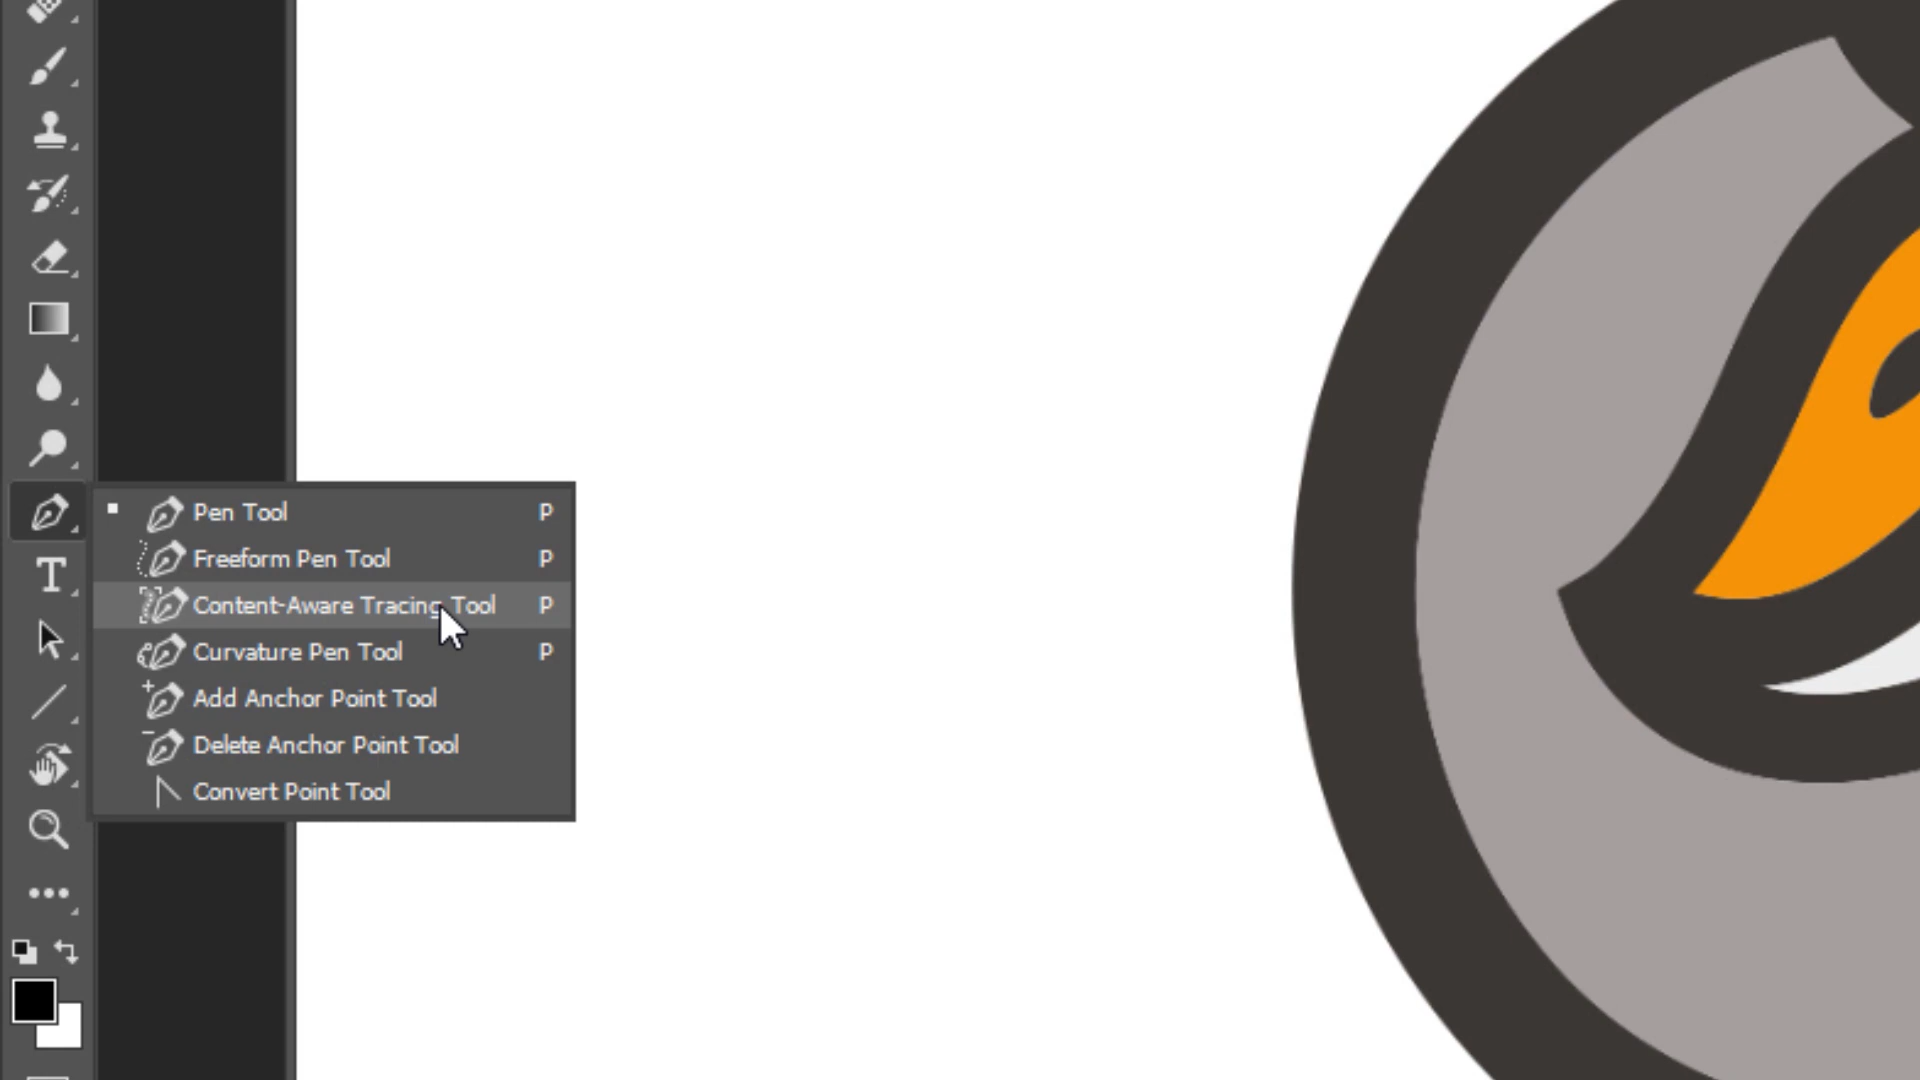 Pen Tool P
Freeform Pen Tool P
Content-Aware Tracing Tool P
Curvature Pen Tool P
Add Anchor Point Tool
Delete Anchor Point Tool
Convert Point Tool